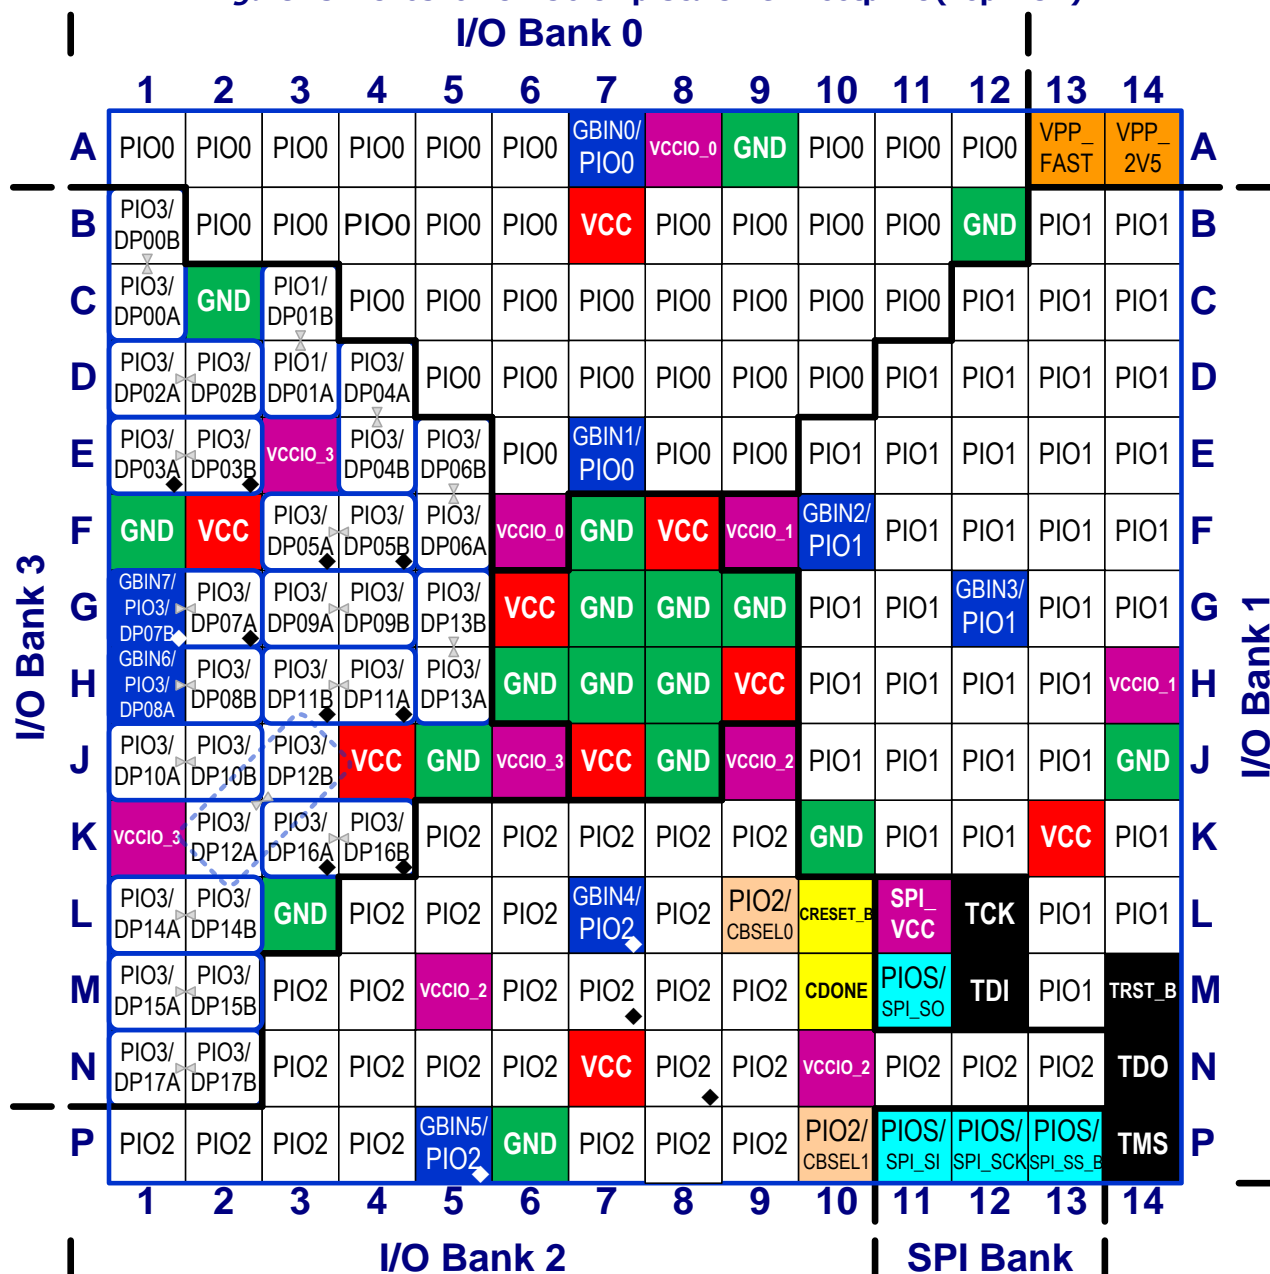 I/O Bank 0
1 2 3 4 5 6 7 8 9 10 11 12 13 14
A PIO0 PIO0 PIO0 PIO0 PIO0 PIO0 GBIN0/ PIO0 VCCIO_0 GND PIO0 PIO0 PIO0 VPP_ FAST VPP_ 2V5 A
B PIO3/ DP00B PIO0 PIO0 PIO0 PIO0 PIO0 VCC PIO0 PIO0 PIO0 PIO0 GND PIO1 PIO1 B
C PIO3/ DP00A GND PIO1/ DP01B PIO0 PIO0 PIO0 PIO0 PIO0 PIO0 PIO0 PIO0 PIO1 PIO1 PIO1 C
D PIO3/ DP02A PIO3/ DP02B PIO1/ DP01A PIO3/ DP04A PIO0 PIO0 PIO0 PIO0 PIO0 PIO0 PIO1 PIO1 PIO1 PIO1 D
E PIO3/ DP03A PIO3/ DP03B VCCIO_3 PIO3/ DP04B PIO3/ DP06B PIO0 GBIN1/ PIO0 PIO0 PIO0 PIO1 PIO1 PIO1 PIO1 PIO1 E
F GND VCC PIO3/ DP05A PIO3/ DP05B PIO3/ DP06A VCCIO_0 GND VCC VCCIO_1 GBIN2/ PIO1 PIO1 PIO1 PIO1 PIO1 F
G GBIN7/ PIO3/ DP07B PIO3/ DP07A PIO3/ DP09A PIO3/ DP09B PIO3/ DP13B VCC GND GND GND PIO1 PIO1 GBIN3/ PIO1 PIO1 PIO1 G
H GBIN6/ PIO3/ DP08A PIO3/ DP08B PIO3/ DP11B PIO3/ DP11A PIO3/ DP13A GND GND GND VCC PIO1 PIO1 PIO1 PIO1 VCCIO_1 H
J PIO3/ DP10A PIO3/ DP10B PIO3/ DP12B VCC GND VCCIO_3 VCC GND VCCIO_2 PIO1 PIO1 PIO1 PIO1 GND J
K VCCIO_3 PIO3/ DP12A PIO3/ DP16A PIO3/ DP16B PIO2 PIO2 PIO2 PIO2 PIO2 GND PIO1 PIO1 VCC PIO1 K
L PIO3/ DP14A PIO3/ DP14B GND PIO2 PIO2 PIO2 GBIN4/ PIO2 PIO2 PIO2/ CBSEL0 CRESET_B SPI_ VCC TCK PIO1 PIO1 L
M PIO3/ DP15A PIO3/ DP15B PIO2 PIO2 VCCIO_2 PIO2 PIO2 PIO2 PIO2 CDONE PIOS/ SPI_SO TDI PIO1 TRST_B M
N PIO3/ DP17A PIO3/ DP17B PIO2 PIO2 PIO2 PIO2 VCC PIO2 PIO2 VCCIO_2 PIO2 PIO2 PIO2 TDO N
P PIO2 PIO2 PIO2 PIO2 GBIN5/ PIO2 GND PIO2 PIO2 PIO2 PIO2/ CBSEL1 PIOS/ SPI_SI PIOS/ SPI_SCK PIOS/ SPI_SS_B TMS P
1 2 3 4 5 6 7 8 9 10 11 12 13 14
I/O Bank 2 SPI Bank
I/O Bank 3
I/O Bank 1